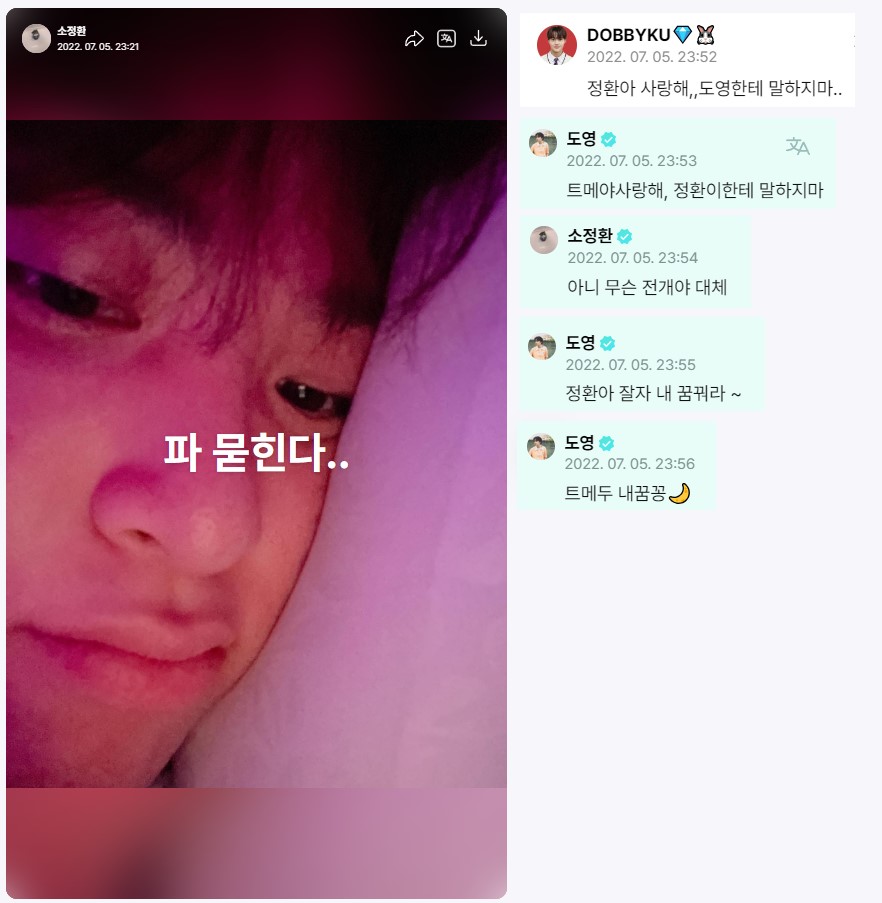 소정환
2022. 07. 05. 23:21
파 묻힌다..
DOBBYKU💎🐰
2022. 07. 05. 23:52
정환아 사랑해,,도영한테 말하지마..
도영
2022. 07. 05. 23:53
트메야사랑해, 정환이한테 말하지마
소정환
2022. 07. 05. 23:54
아니 무슨 전개야 대체
도영
2022. 07. 05. 23:55
정환아 잘자 내 꿈꿔라 ~
도영
2022. 07. 05. 23:56
트메두 내꿈꽁🌙